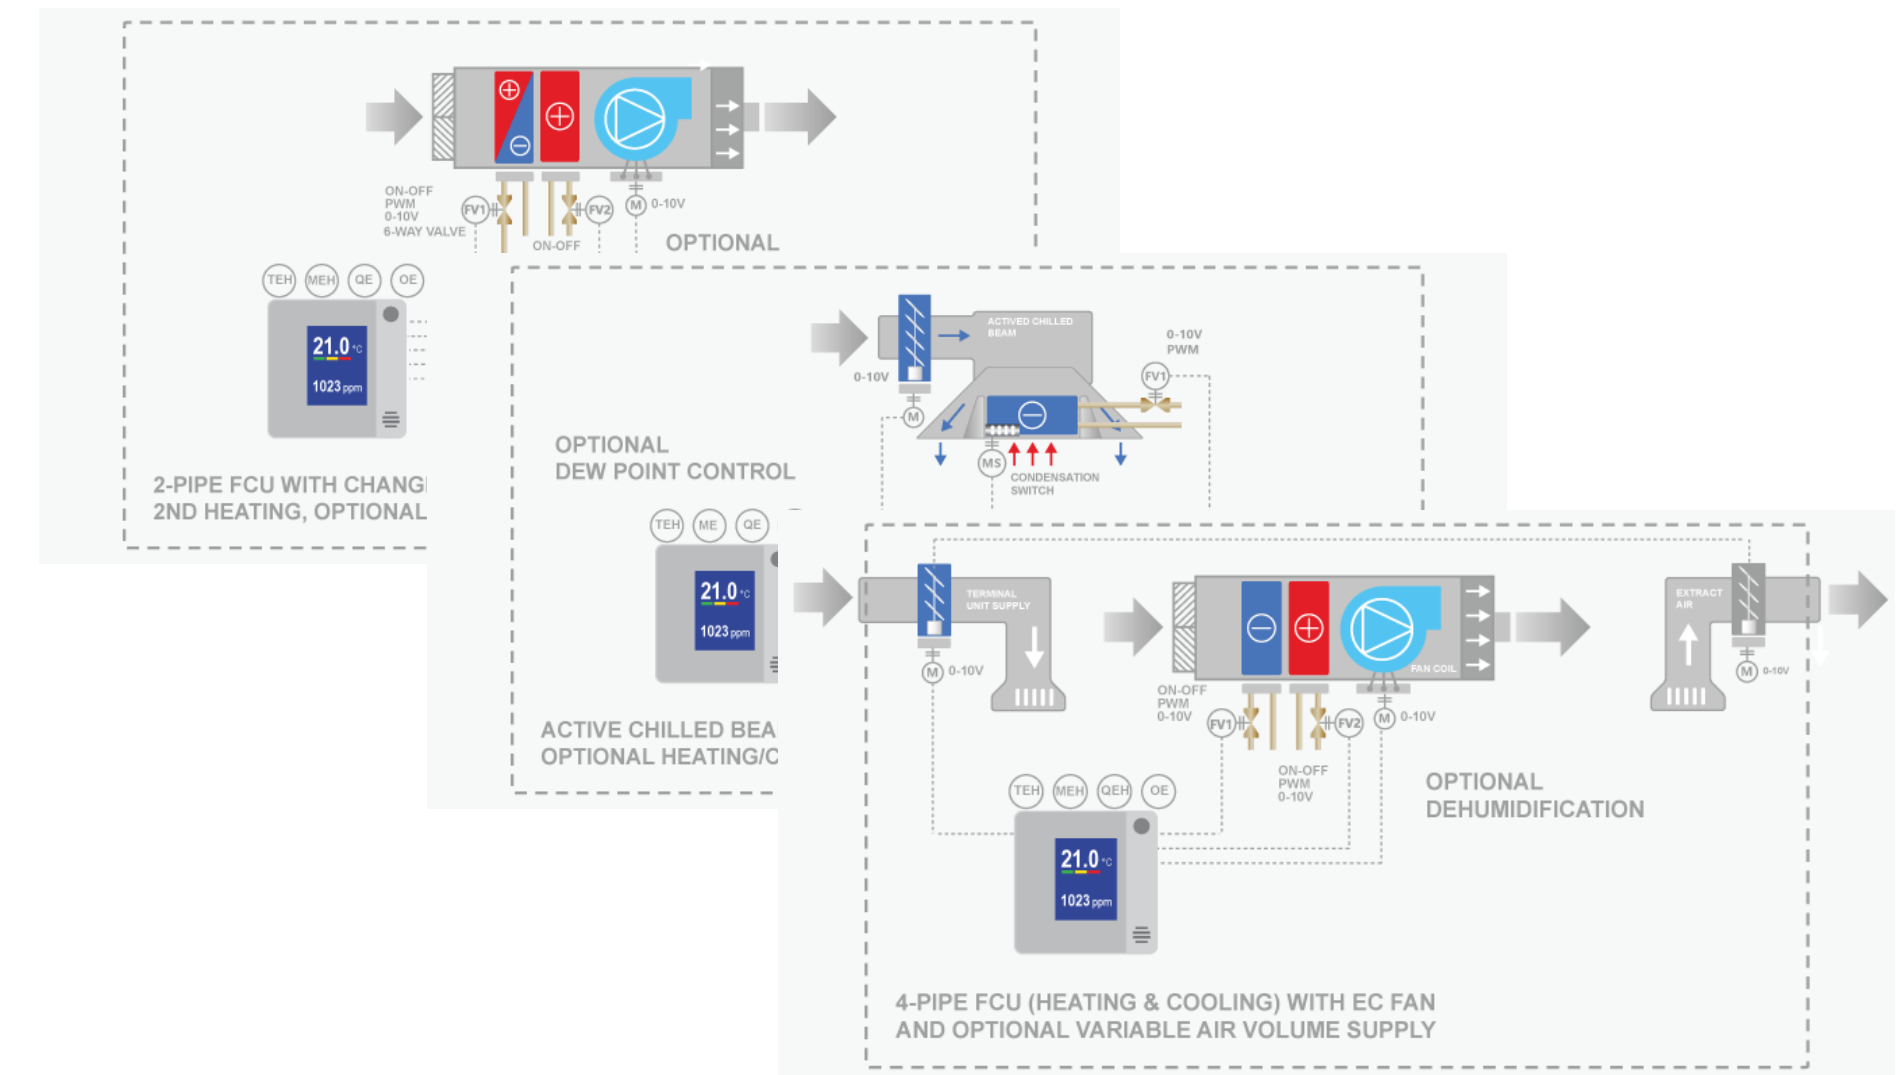 ON-OFF
PWM
0-10V
6-WAY VALVE
FV1
FV2
M
0-10V
ON-OFF
OPTIONAL
TEH
MEH
QE
OE
21.0 °C
1023 ppm
2-PIPE FCU WITH CHANG
2ND HEATING, OPTIONAL
ACTIVED CHILLED
BEAM
0-10V
PWM
FV1
0-10V
M
MS
CONDENSATION
SWITCH
OPTIONAL
DEW POINT CONTROL
TEH
ME
QE
21.0 °C
1023 ppm
ACTIVE CHILLED BEA
OPTIONAL HEATING/C
TERMINAL
UNIT SUPPLY
M
0-10V
FAN COIL
ON-OFF
PWM
0-10V
FV1
FV2
M
0-10V
ON-OFF
PWM
0-10V
EXTRACT
AIR
M
0-10V
OPTIONAL
DEHUMIDIFICATION
TEH
MEH
QEH
OE
21.0 °C
1023 ppm
4-PIPE FCU (HEATING & COOLING) WITH EC FAN
AND OPTIONAL VARIABLE AIR VOLUME SUPPLY